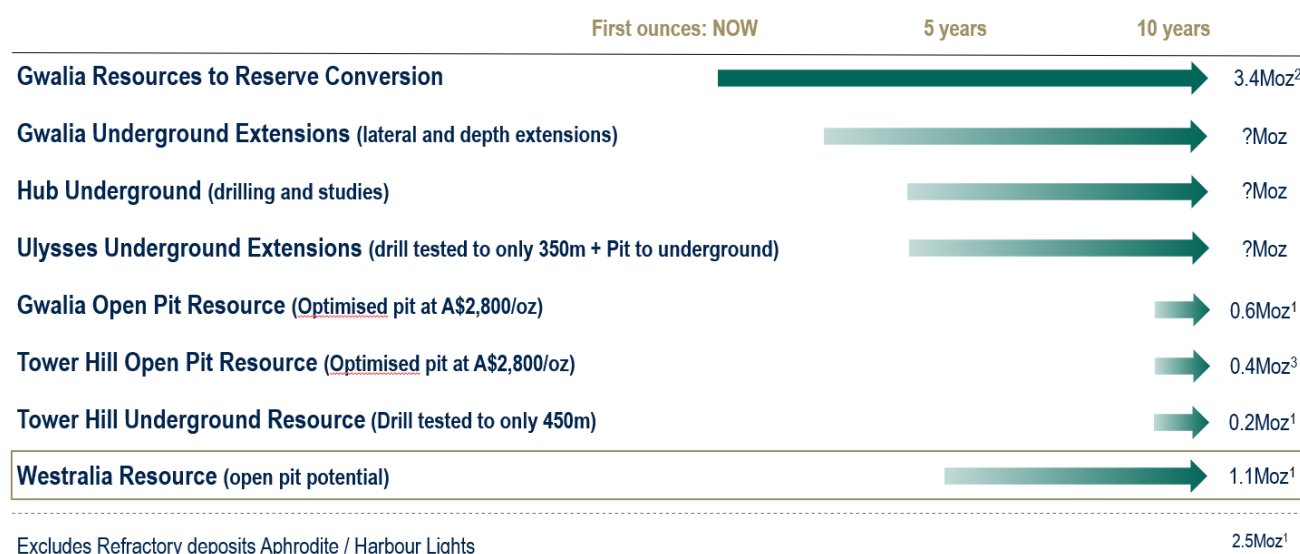 First ounces: NOW 5 years 10 years
Gwalia Resources to Reserve Conversion 3.4Moz²
Gwalia Underground Extensions (lateral and depth extensions) ?Moz
Hub Underground (drilling and studies) ?Moz
Ulysses Underground Extensions (drill tested to only 350m + Pit to underground) ?Moz
Gwalia Open Pit Resource (Optimised pit at A$2,800/oz) 0.6Moz¹
Tower Hill Open Pit Resource (Optimised pit at A$2,800/oz) 0.4Moz³
Tower Hill Underground Resource (Drill tested to only 450m) 0.2Moz¹
Westralia Resource (open pit potential) 1.1Moz¹
Excludes Refractory deposits Aphrodite / Harbour Lights 2.5Moz¹